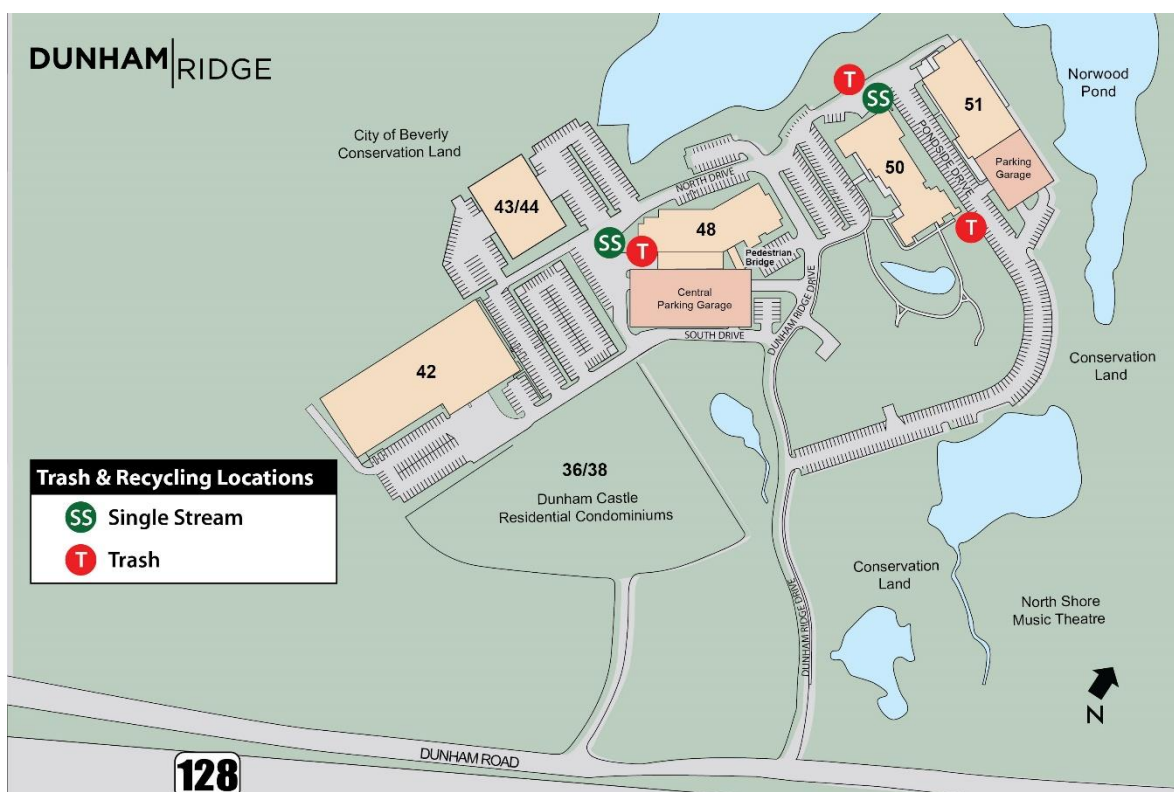 DUNHAM RIDGE
Norwood
Pond
City of Beverly
Conservation Land
T
SS
51
50
PONDSIDE DRIVE
Parking
Garage
43/44
NORTH DRIVE
48
SS
T
T
Pedestrian
Bridge
Central
Parking Garage
DUNHAM RIDGE DRIVE
SOUTH DRIVE
42
Conservation
Land
36/38
Dunham Castle
Residential Condominiums
Trash & Recycling Locations
SS Single Stream
T Trash
Conservation
Land
DUNHAM RIDGE DRIVE
North Shore
Music Theatre
N
DUNHAM ROAD
128